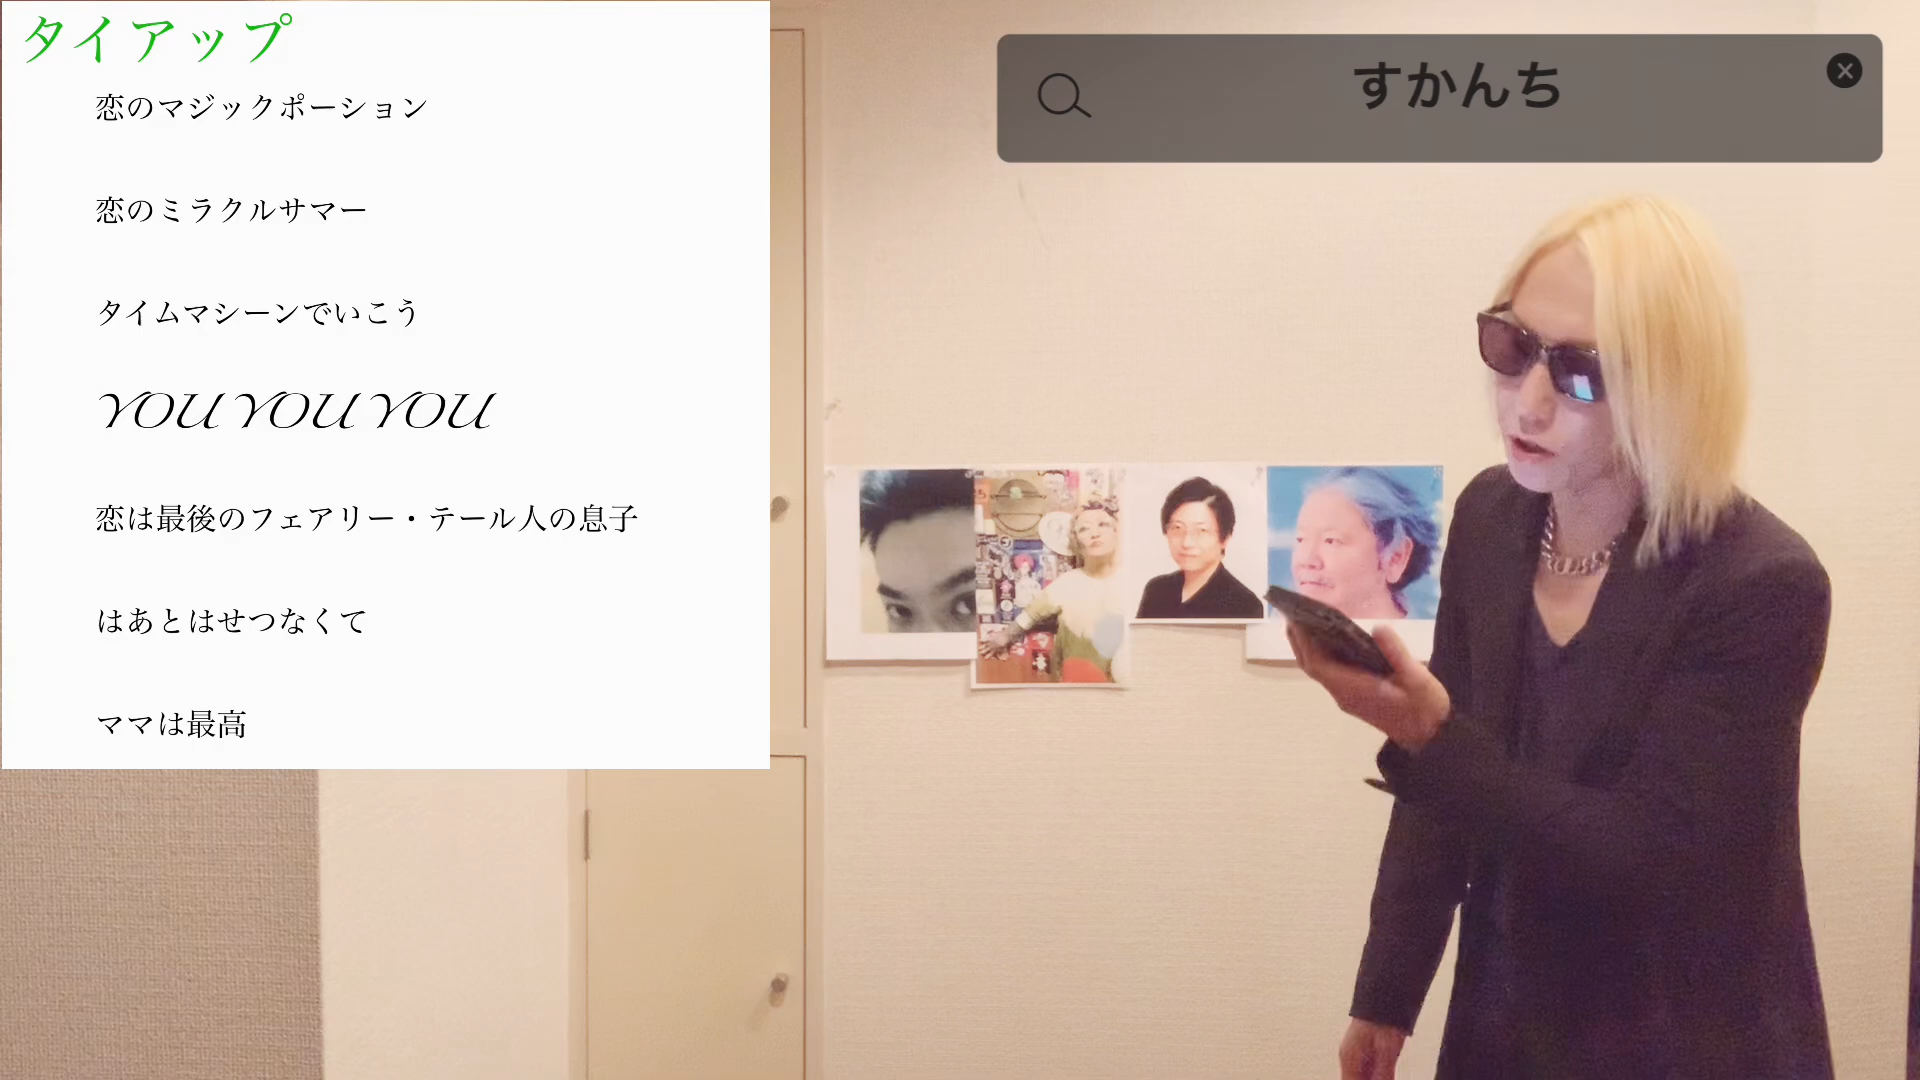 タイアップ
恋のマジックポーション
恋のミラクルサマー
タイムマシーンでいこう
YOU YOU YOU
恋は最後のフェアリー・テール人の息子
はあとはせつなくて
ママは最高
すかんち